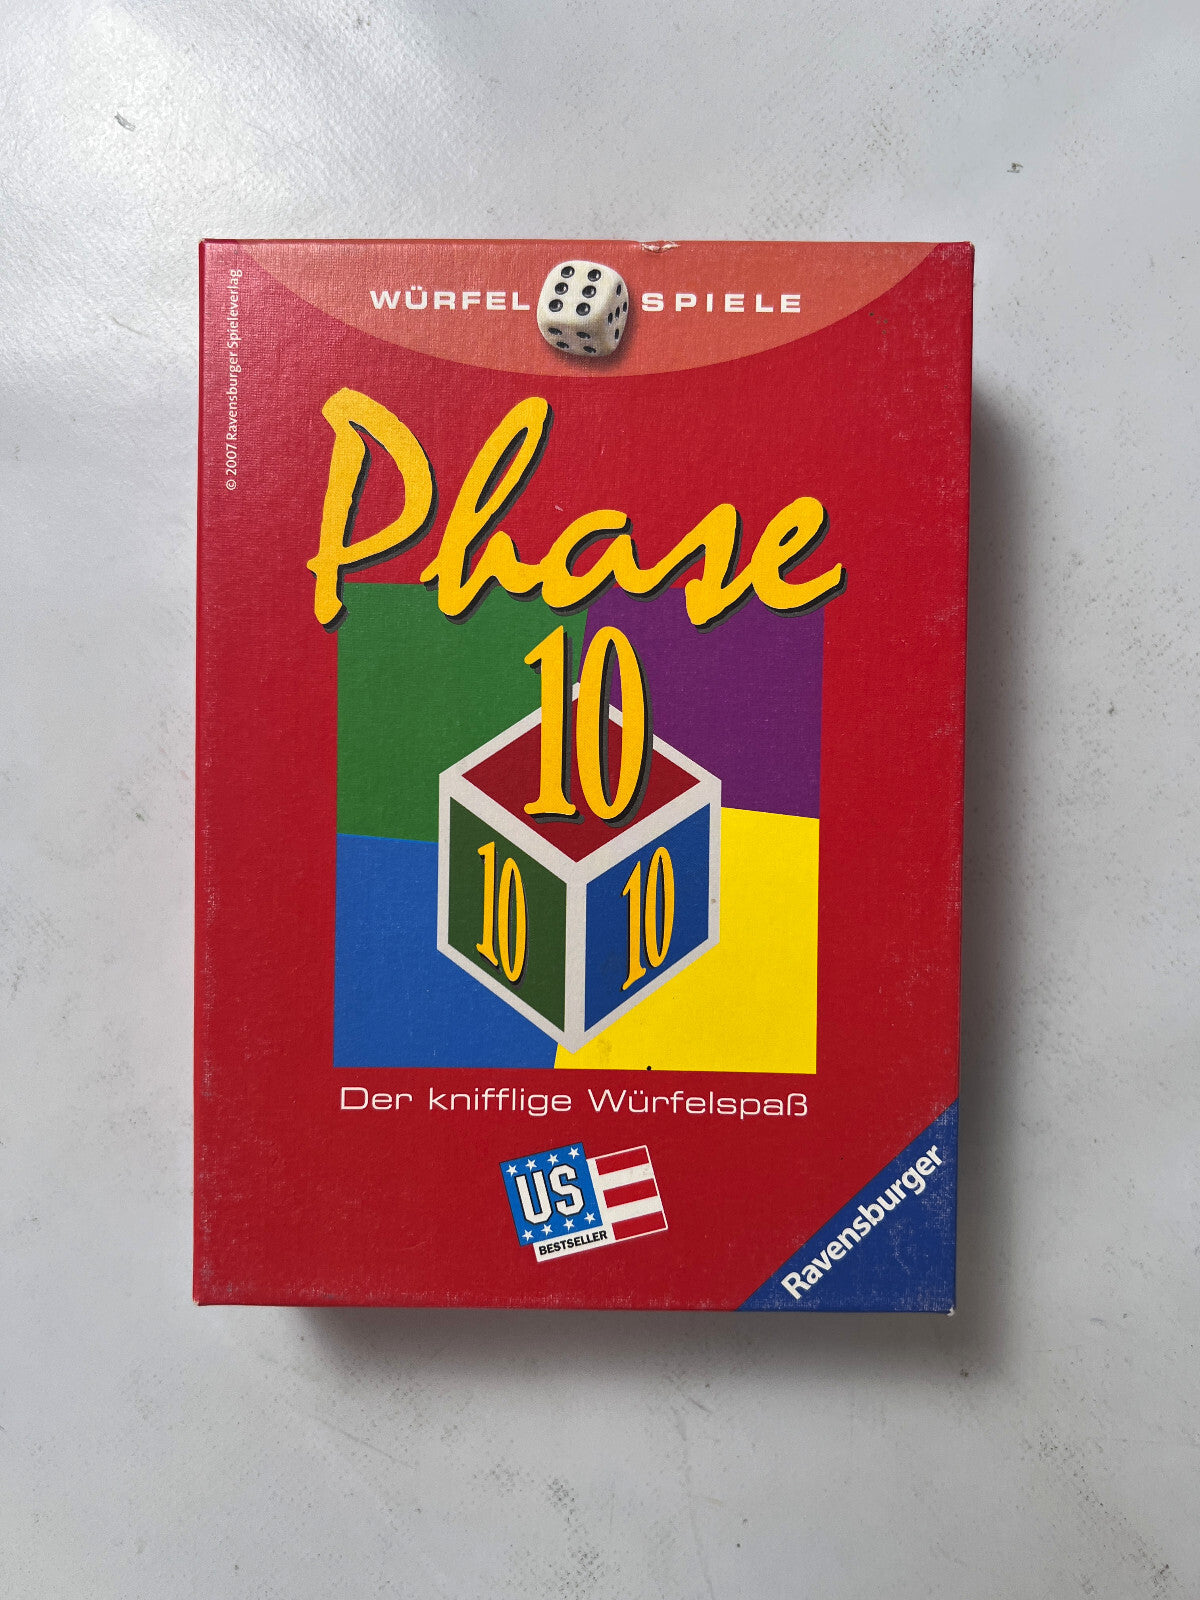 WÜRFEL SPIELE
© 2007 Ravensburger Spieleverlag
Phase
10
10
10
Der knifflige Würfelspaß
US
BESTSELLER
Ravensburger